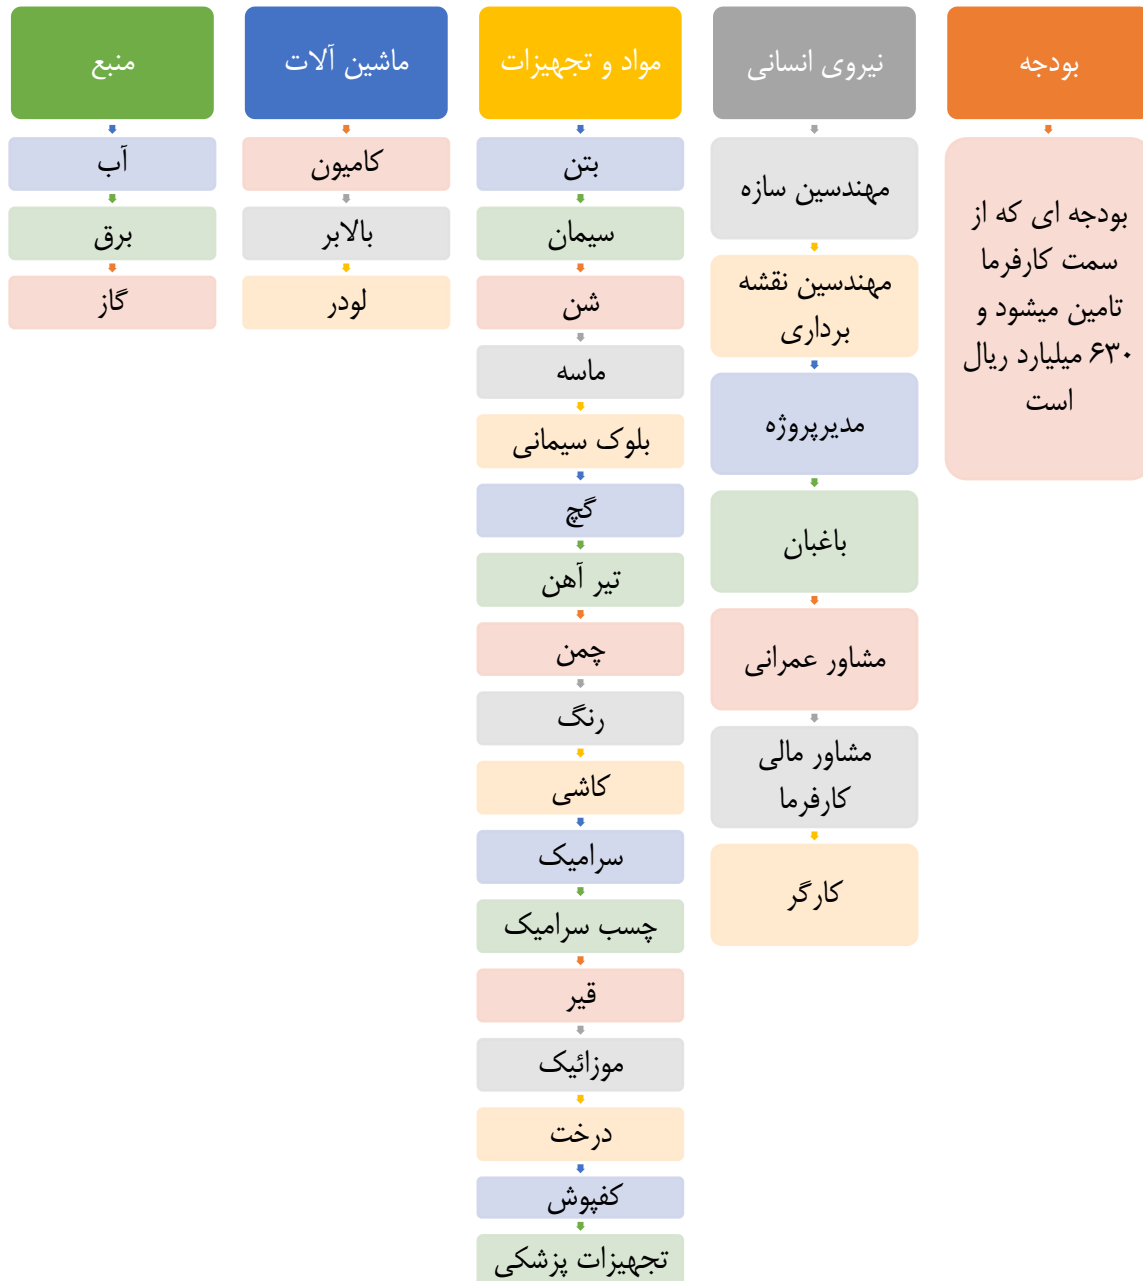 بودجه
بودجه ای که از
سمت کارفرما
تامین میشود و
۶۳۰ میلیارد ریال
است
نیروی انسانی
مهندسین سازه
مهندسین نقشه
برداری
مدیرپروژه
باغبان
مشاور عمرانی
مشاور مالی
کارفرما
کارگر
مواد و تجهیزات
بتن
سیمان
شن
ماسه
بلوک سیمانی
گچ
تیر آهن
چمن
رنگ
کاشی
سرامیک
چسب سرامیک
قیر
موزائیک
درخت
کفپوش
تجهیزات پزشکی
ماشین آلات
کامیون
بالابر
لودر
منبع
آب
برق
گاز